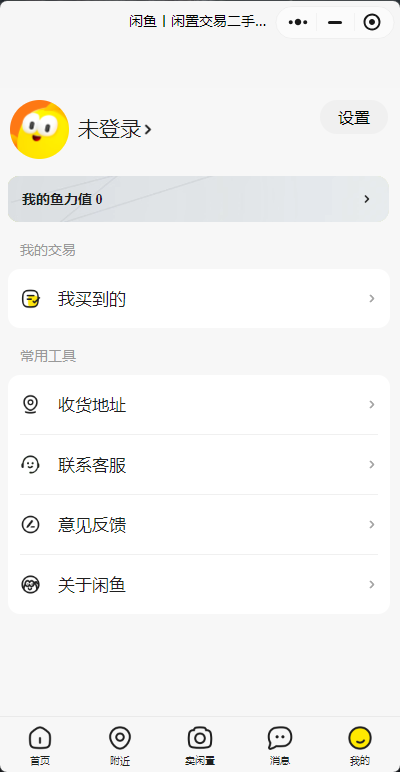 闲鱼丨闲置交易二手...
未登录
设置
我的鱼力值 0
我的交易
我买到的
常用工具
收货地址
联系客服
意见反馈
关于闲鱼
首页
附近
卖闲置
消息
我的